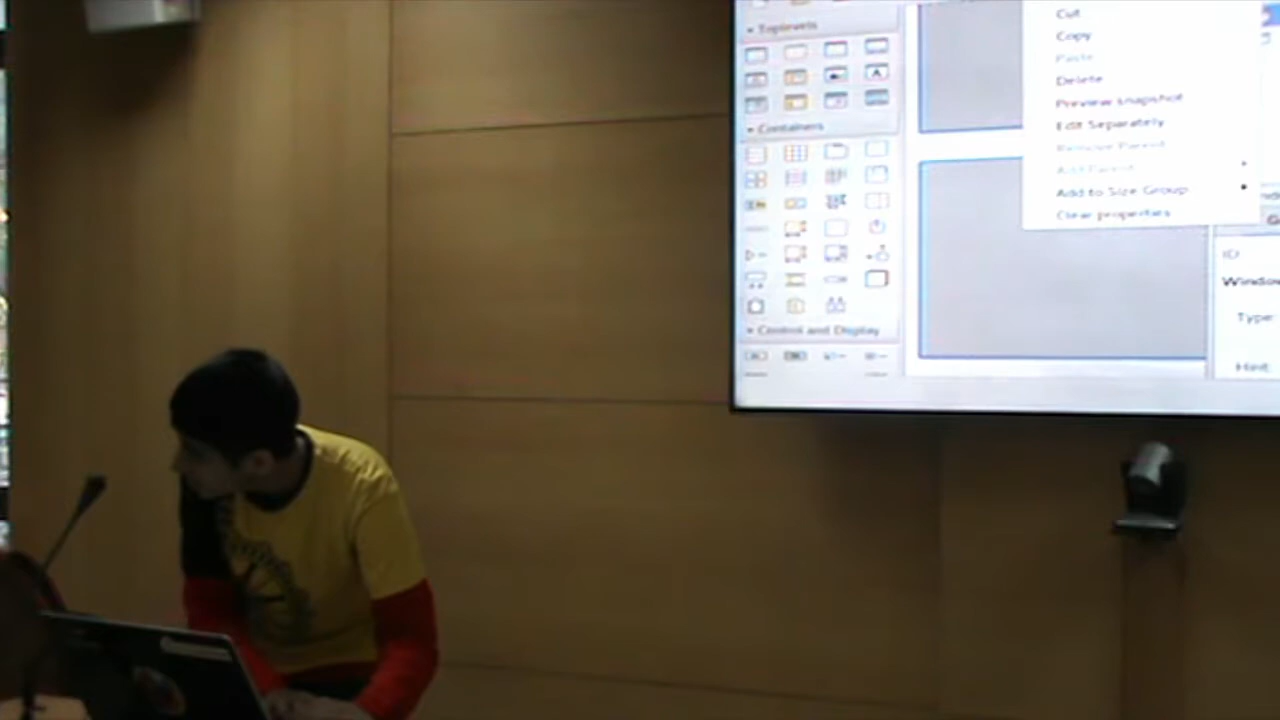 Toplevels
Containers
Control and Display
Cut
Copy
Paste
Delete
Preview snapshot
Edit Separately
Remove Parent
Add Parent
Add to Size Group
Clear properties
ID
Window
Type:
Hint: